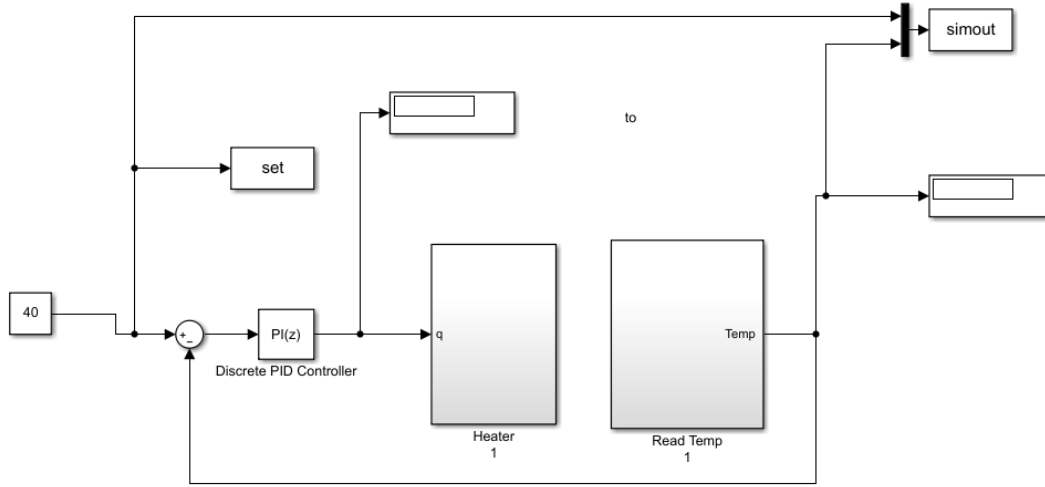 simout
to
set
40
+
−
PI(z)
q
Temp
Discrete PID Controller
Heater
1
Read Temp
1